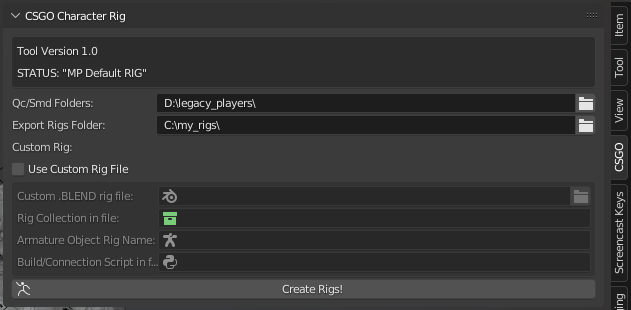 CSGO Character Rig
Tool Version 1.0
STATUS: "MP Default RIG"
Qc/Smd Folders: D:\legacy_players\
Export Rigs Folder: C:\my_rigs\
Custom Rig:
Use Custom Rig File
Custom .BLEND rig file:
Rig Collection in file:
Armature Object Rig Name:
Build/Connection Script in f...
Create Rigs!
Item
Tool
View
CSGO
Screencast Keys
ging